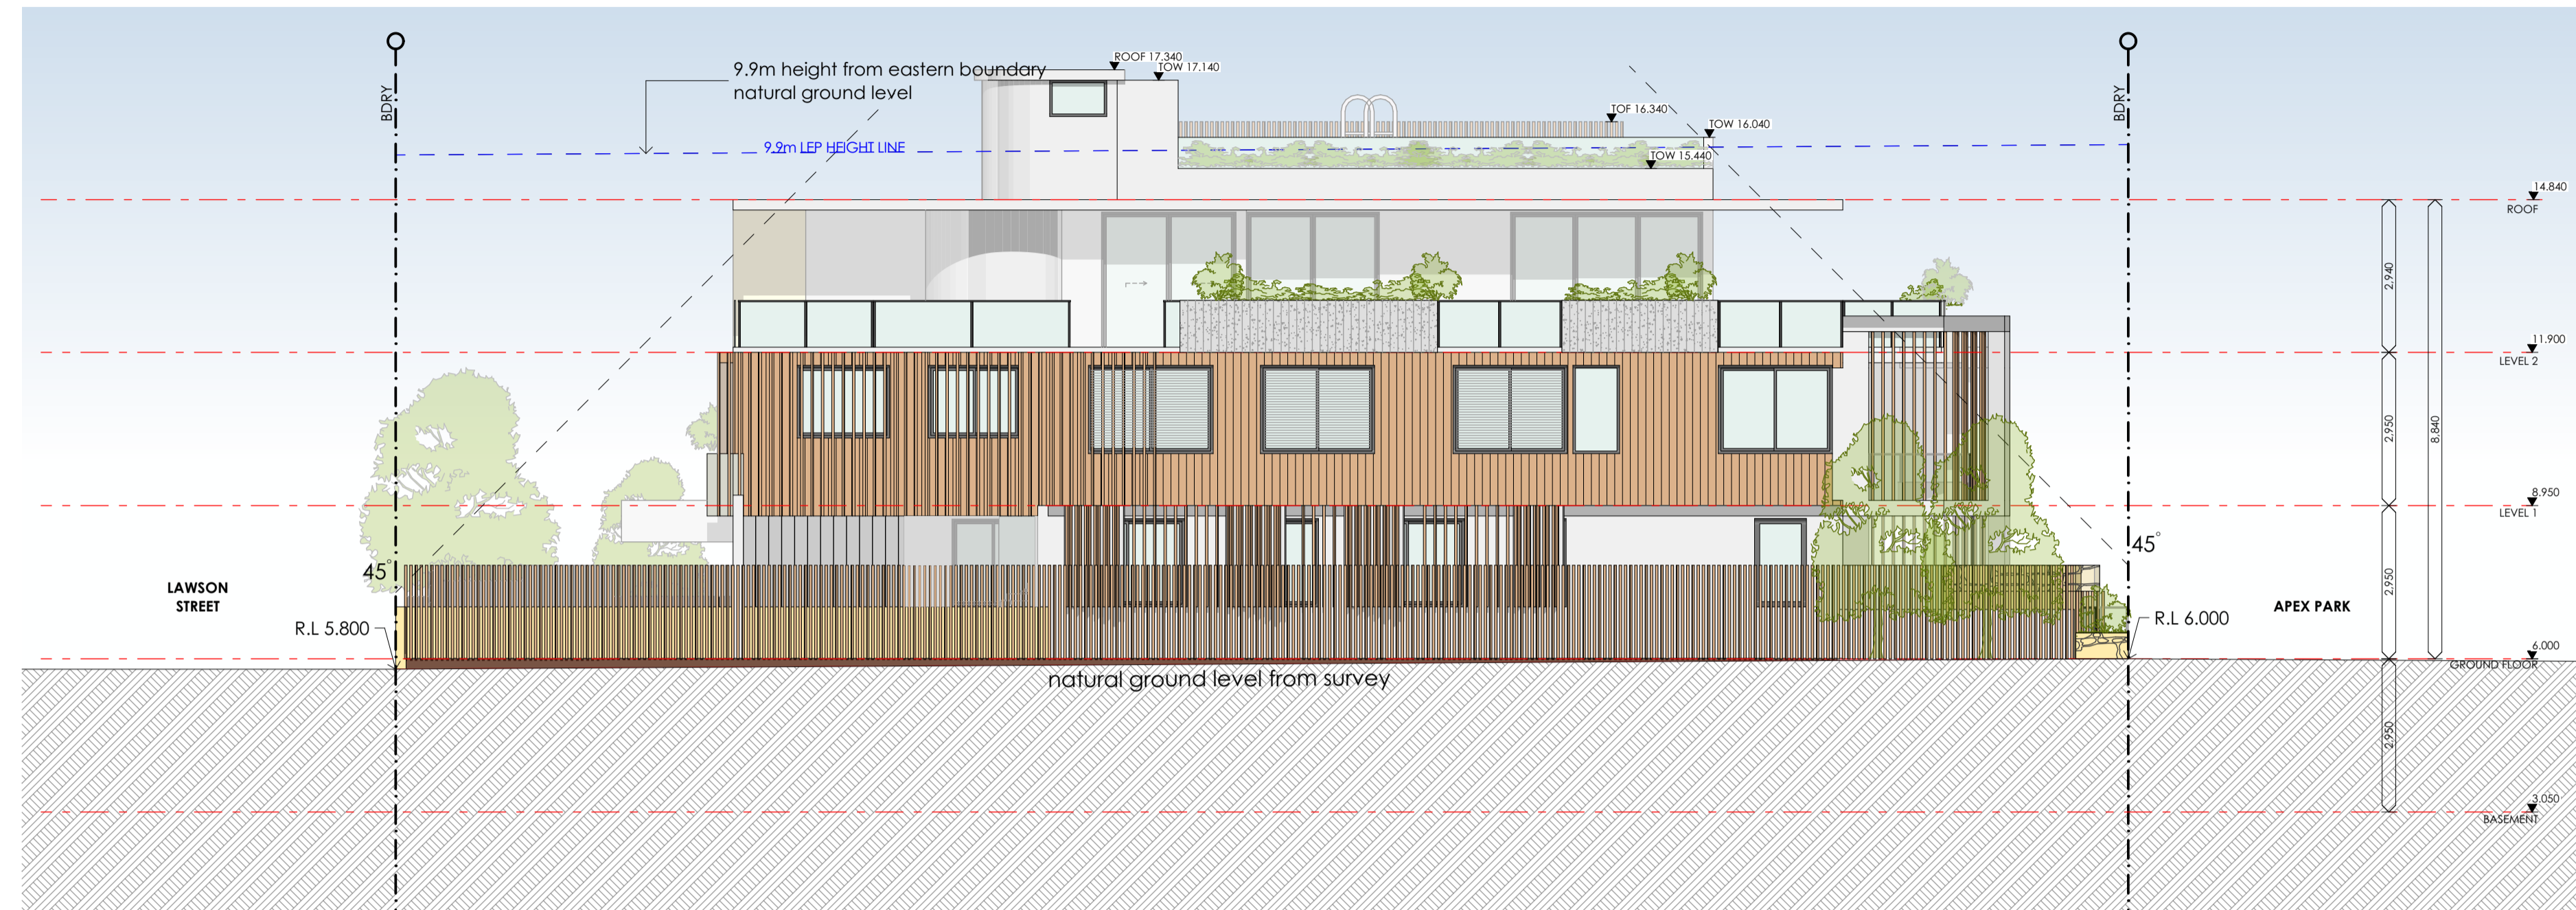 BDRY
9.9m height from eastern boundary
natural ground level
ROOF 17.340
TOW 17.140
TOF 16.340
TOW 16.040
BDRY
9.9m LEP HEIGHT LINE
TOW 15.440
14.840
ROOF
2,940
11.900
LEVEL 2
2,950
8,840
8.950
LEVEL 1
45°
45°
LAWSON
STREET
R.L 5.800
2,950
APEX PARK
R.L 6.000
6.000
GROUND FLOOR
natural ground level from survey
2,950
3.050
BASEMENT